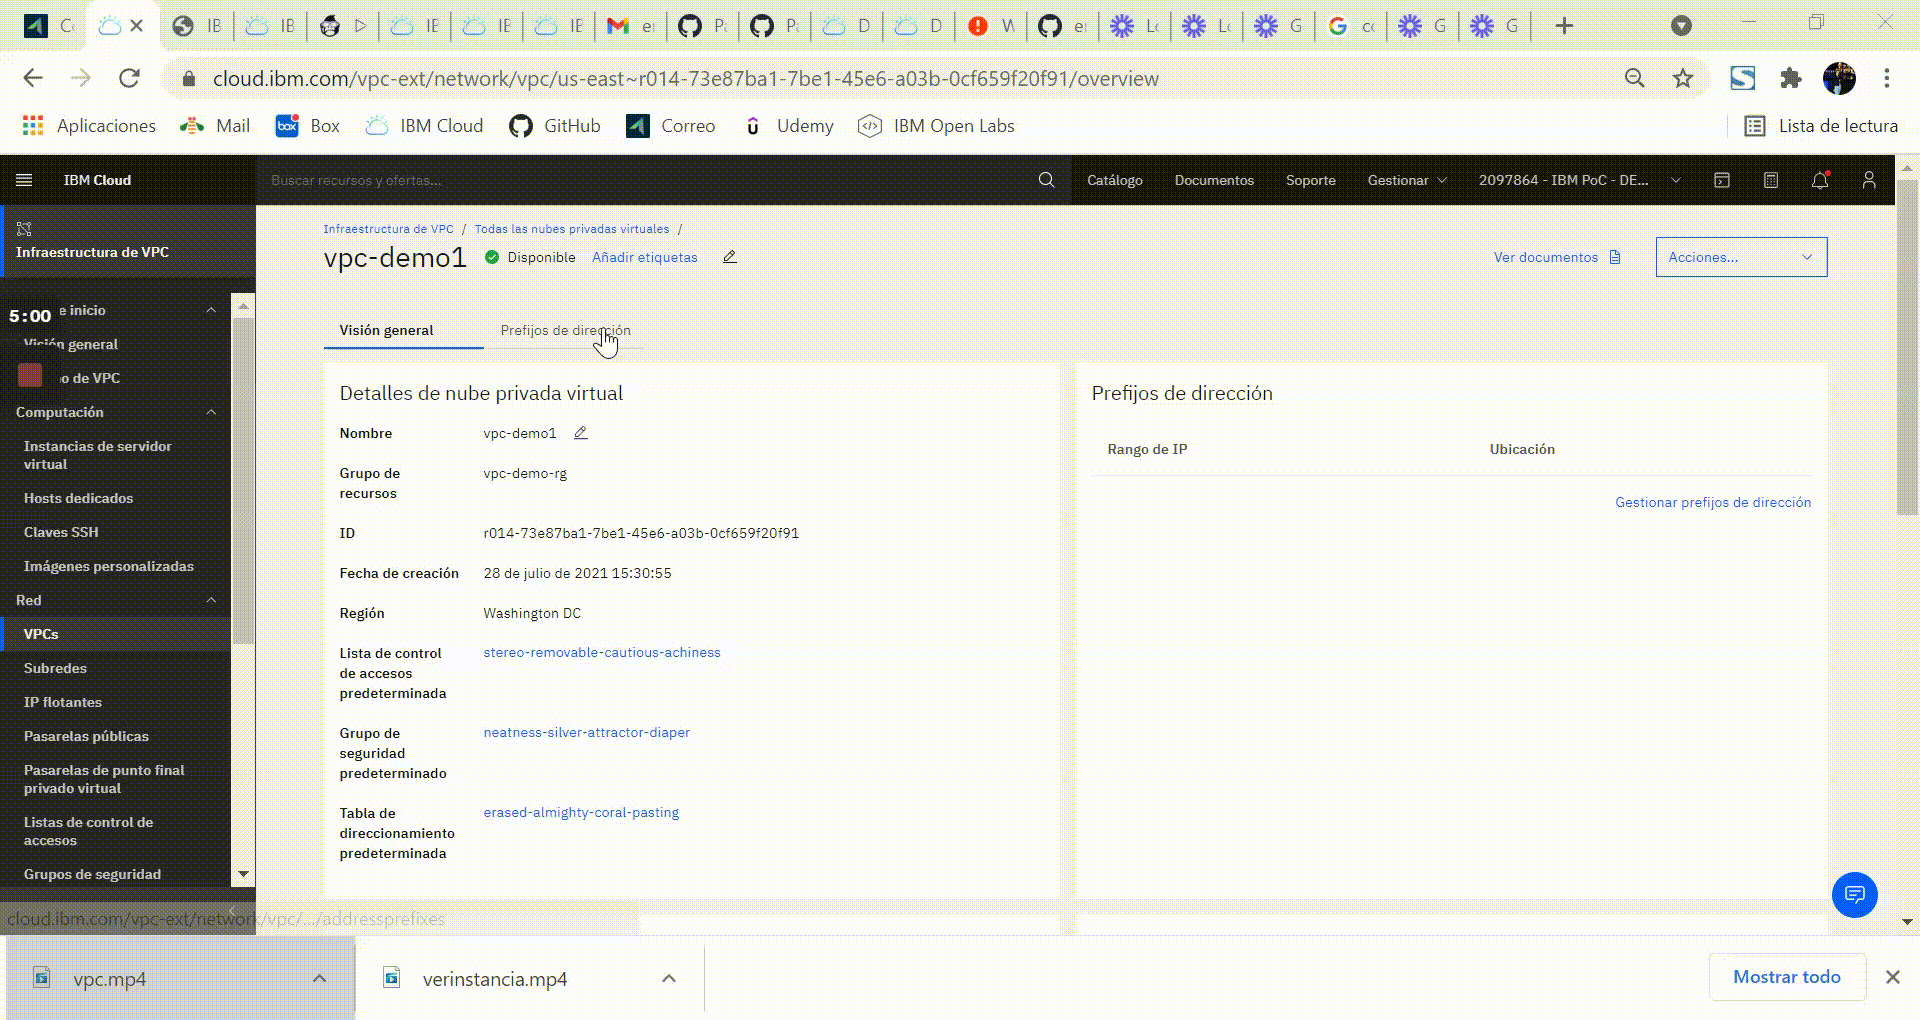 IB
IB
IB
IB
IB
D
D
W
G
G
G
cloud.ibm.com/vpc-ext/network/vpc/us-east~r014-73e87ba1-7be1-45e6-a03b-0cf659f20f91/overview
Aplicaciones
Mail
box
Box
IBM Cloud
GitHub
Correo
Udemy
IBM Open Labs
Lista de lectura
IBM Cloud
Buscar recursos y ofertas...
Catálogo
Documentos
Soporte
Gestionar
2097864 - IBM PoC - DE...
Infraestructura de VPC
5:00
e inicio
Visión general
o de VPC
Computación
Instancias de servidor
virtual
Hosts dedicados
Claves SSH
Imágenes personalizadas
Red
VPCs
Subredes
IP flotantes
Pasarelas públicas
Pasarelas de punto final
privado virtual
Listas de control de
accesos
Grupos de seguridad
cloud.ibm.com/vpc-ext/network/vpc/.../addressprefixes
Infraestructura de VPC / Todas las nubes privadas virtuales /
vpc-demo1
Disponible
Añadir etiquetas
Ver documentos
Acciones...
Visión general
Prefijos de dirección
Detalles de nube privada virtual
Nombre
vpc-demo1
Grupo de
recursos
vpc-demo-rg
ID
r014-73e87ba1-7be1-45e6-a03b-0cf659f20f91
Fecha de creación
28 de julio de 2021 15:30:55
Región
Washington DC
Lista de control
de accesos
predeterminada
stereo-removable-cautious-achiness
Grupo de
seguridad
predeterminado
neatness-silver-attractor-diaper
Tabla de
direccionamiento
predeterminada
erased-almighty-coral-pasting
Prefijos de dirección
Rango de IP
Ubicación
Gestionar prefijos de dirección
vpc.mp4
verinstancia.mp4
Mostrar todo